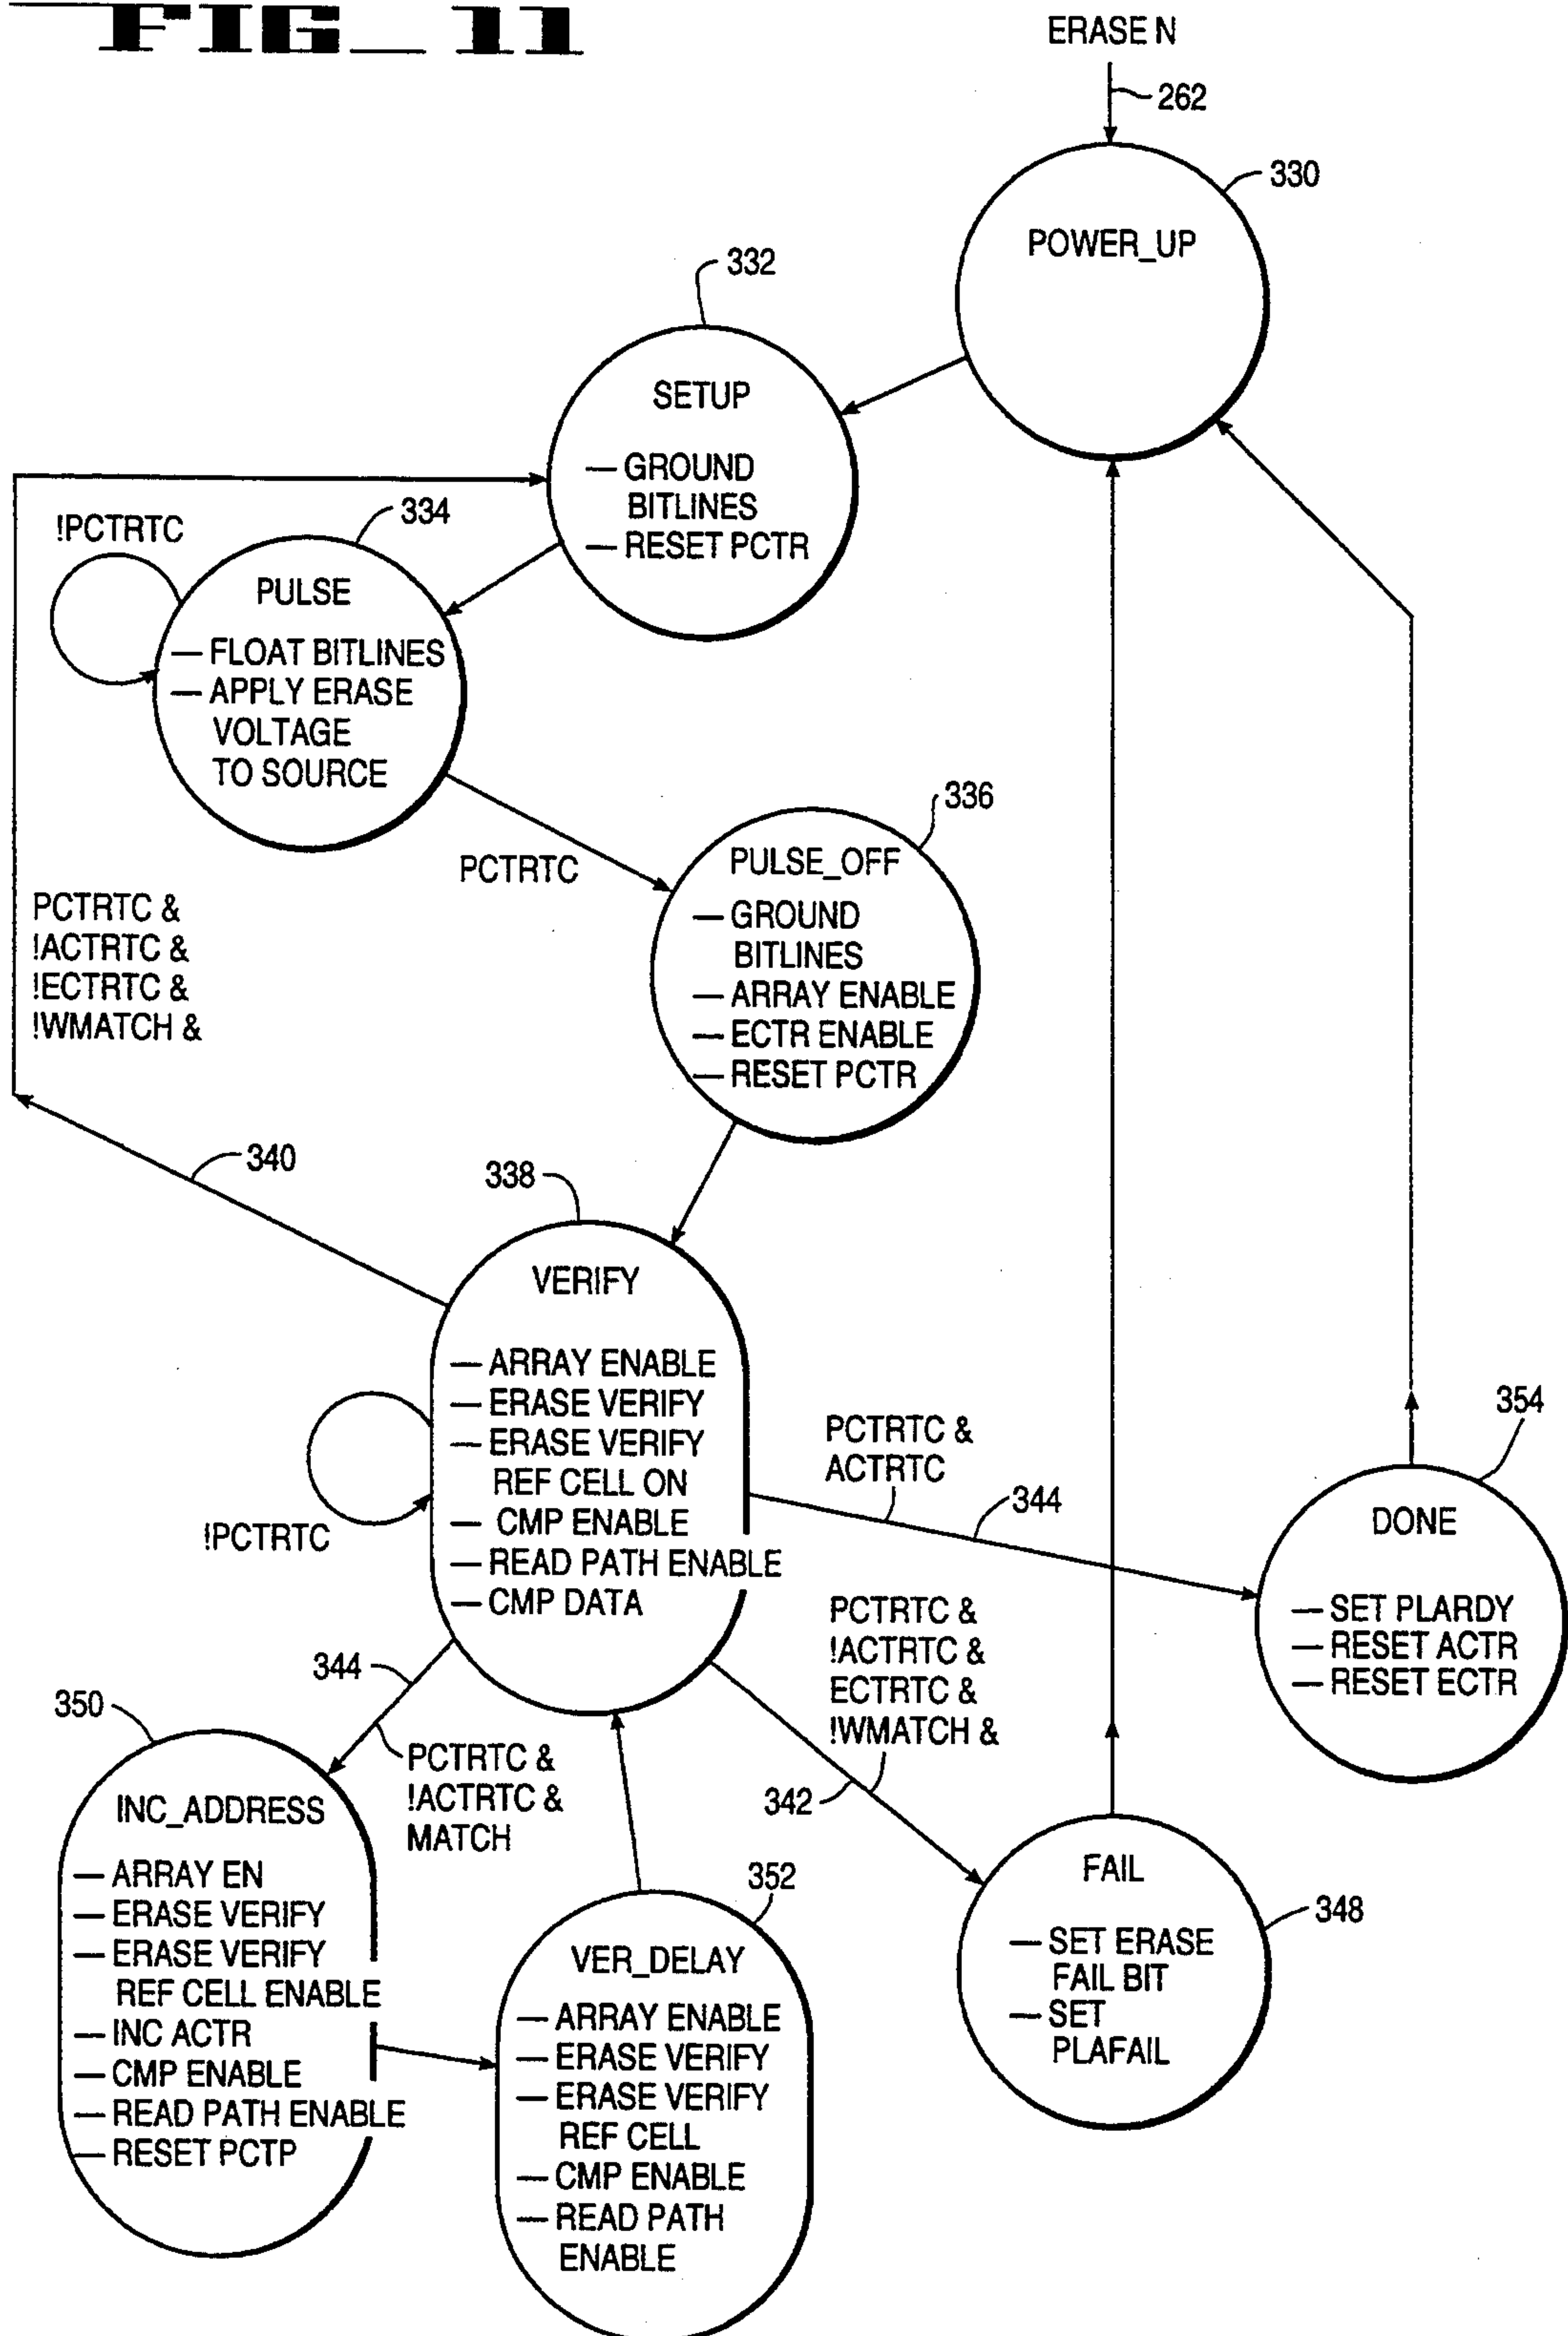 FIG_ 11
ERASE N
262
330
POWER_UP
332
SETUP
— GROUND
BITLINES
— RESET PCTR
!PCTRTC
334
PULSE
— FLOAT BITLINES
— APPLY ERASE
VOLTAGE
TO SOURCE
PCTRTC
336
PULSE_OFF
— GROUND
BITLINES
— ARRAY ENABLE
— ECTR ENABLE
— RESET PCTR
PCTRTC &
!ACTRTC &
!ECTRTC &
!WMATCH &
340
338
VERIFY
— ARRAY ENABLE
— ERASE VERIFY
— ERASE VERIFY
REF CELL ON
— CMP ENABLE
— READ PATH ENABLE
— CMP DATA
!PCTRTC
PCTRTC &
ACTRTC
344
354
DONE
— SET PLARDY
— RESET ACTR
— RESET ECTR
PCTRTC &
!ACTRTC &
ECTRTC &
!WMATCH &
342
344
PCTRTC &
!ACTRTC &
MATCH
350
INC_ADDRESS
— ARRAY EN
— ERASE VERIFY
— ERASE VERIFY
REF CELL ENABLE
— INC ACTR
— CMP ENABLE
— READ PATH ENABLE
— RESET PCTP
352
VER_DELAY
— ARRAY ENABLE
— ERASE VERIFY
— ERASE VERIFY
REF CELL
— CMP ENABLE
— READ PATH
ENABLE
FAIL
— SET ERASE
FAIL BIT
— SET
PLAFAIL
348